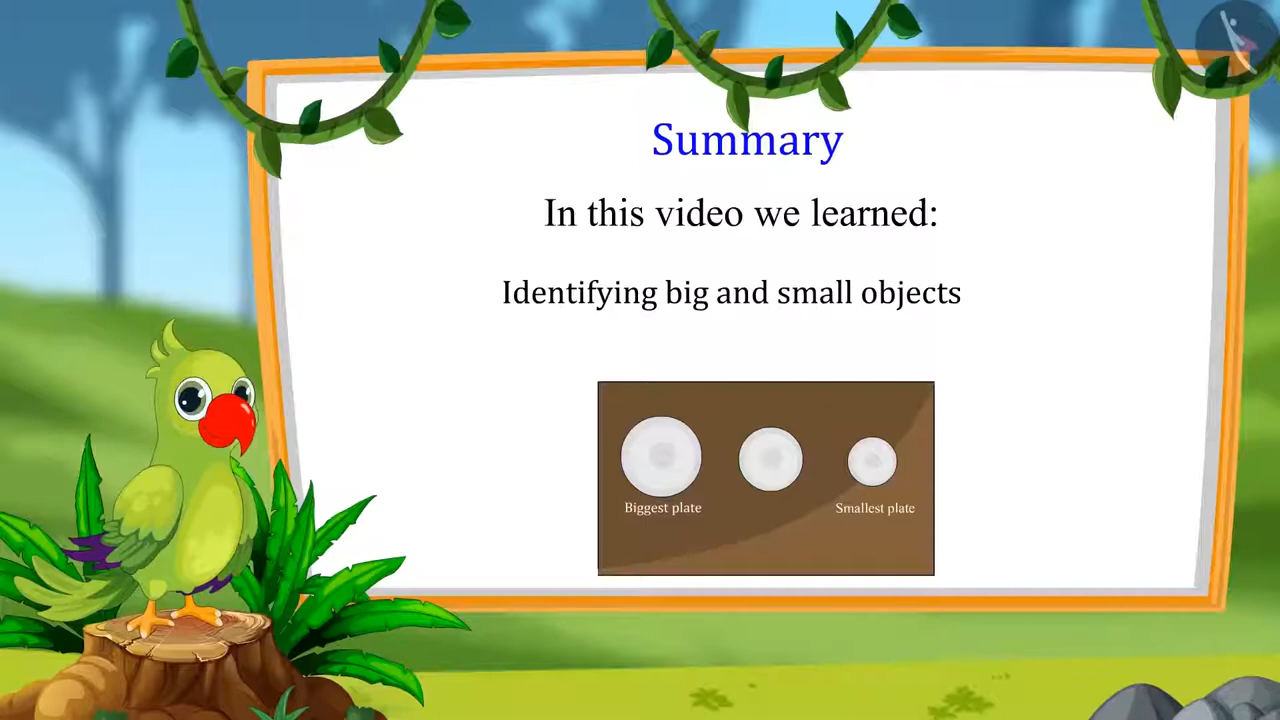 Summary
In this video we learned:
Identifying big and small objects
Biggest plate
Smallest plate